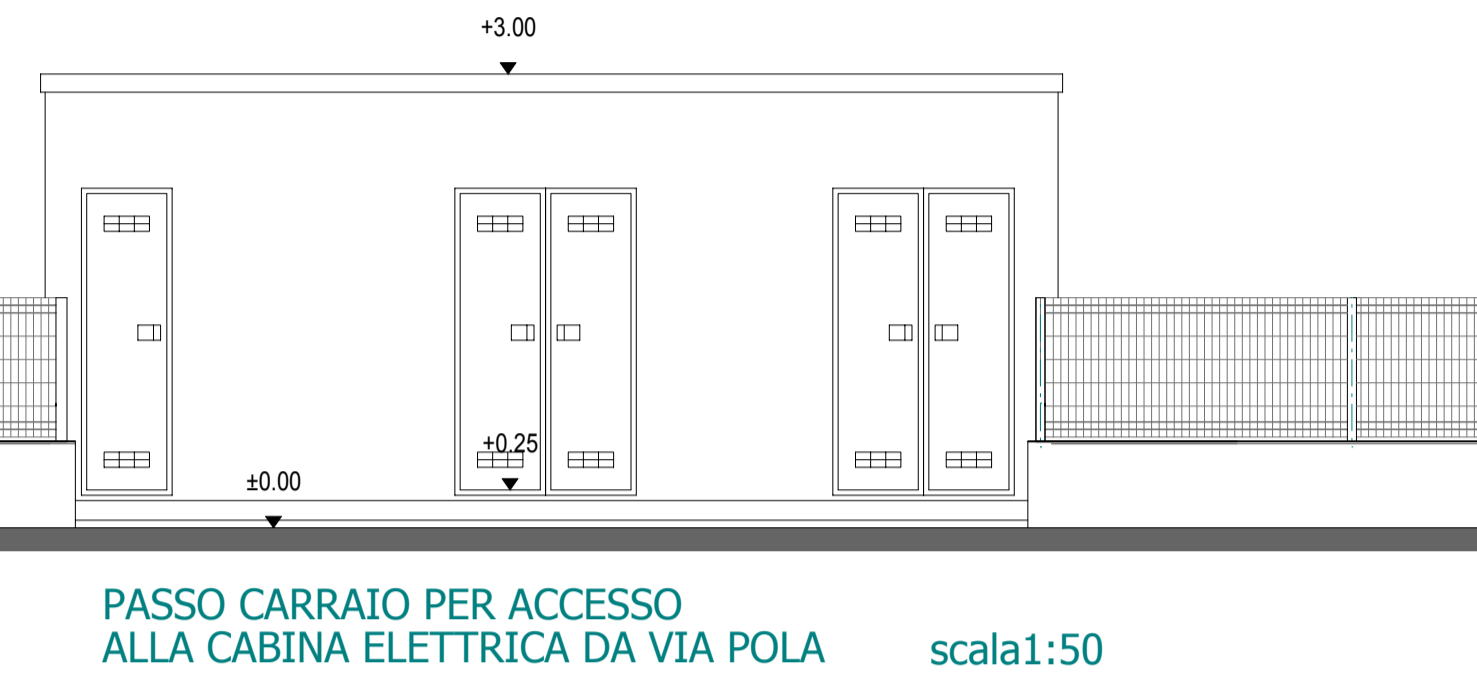 +3.00
+0.25
±0.00
PASSO CARRAIO PER ACCESSO
ALLA CABINA ELETTRICA DA VIA POLA
scala1:50